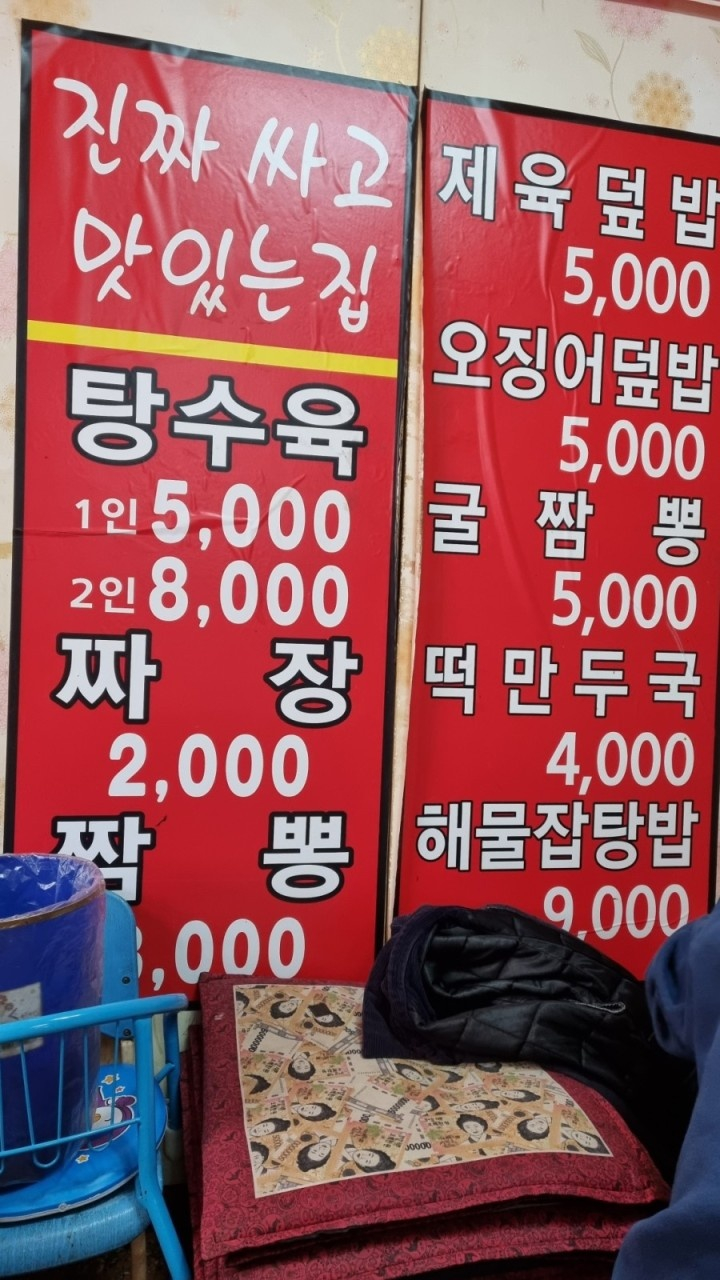 진짜 싸고
맛있는집
탕수육
1인 5,000
2인 8,000
짜 장
2,000
짬 뽕
3,000
제육덮밥
5,000
오징어덮밥
5,000
굴 짬 뽕
5,000
떡만두국
4,000
해물잡탕밥
9,000